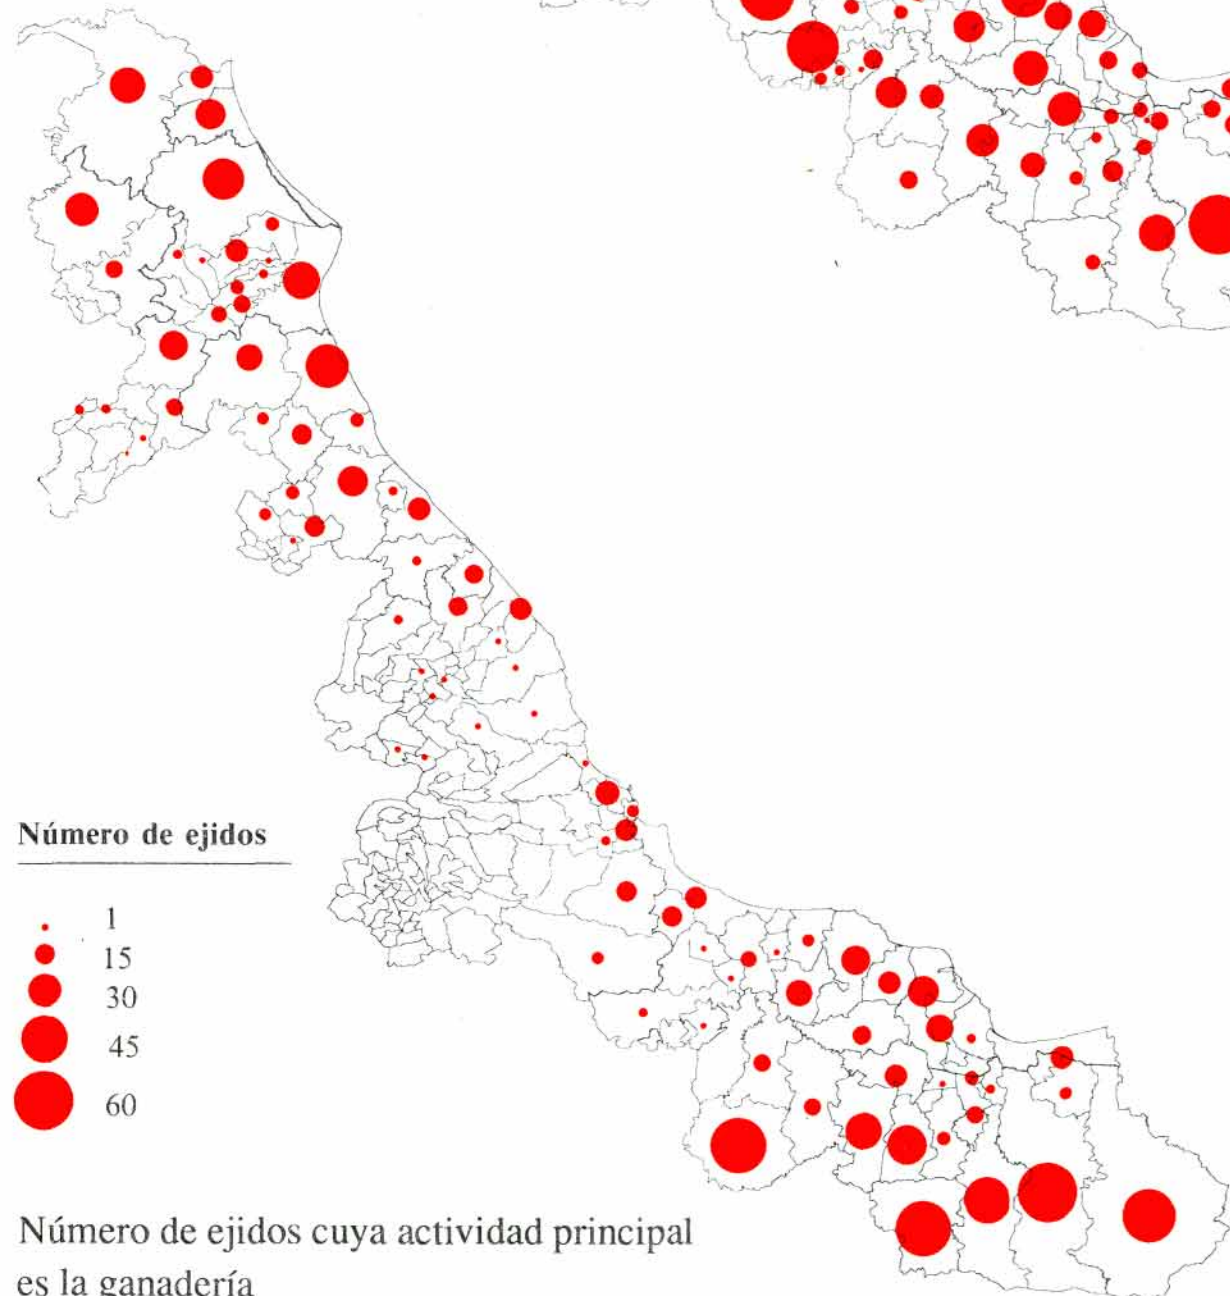 Número de ejidos
1
15
30
45
60
Número de ejidos cuya actividad principal
es la ganadería